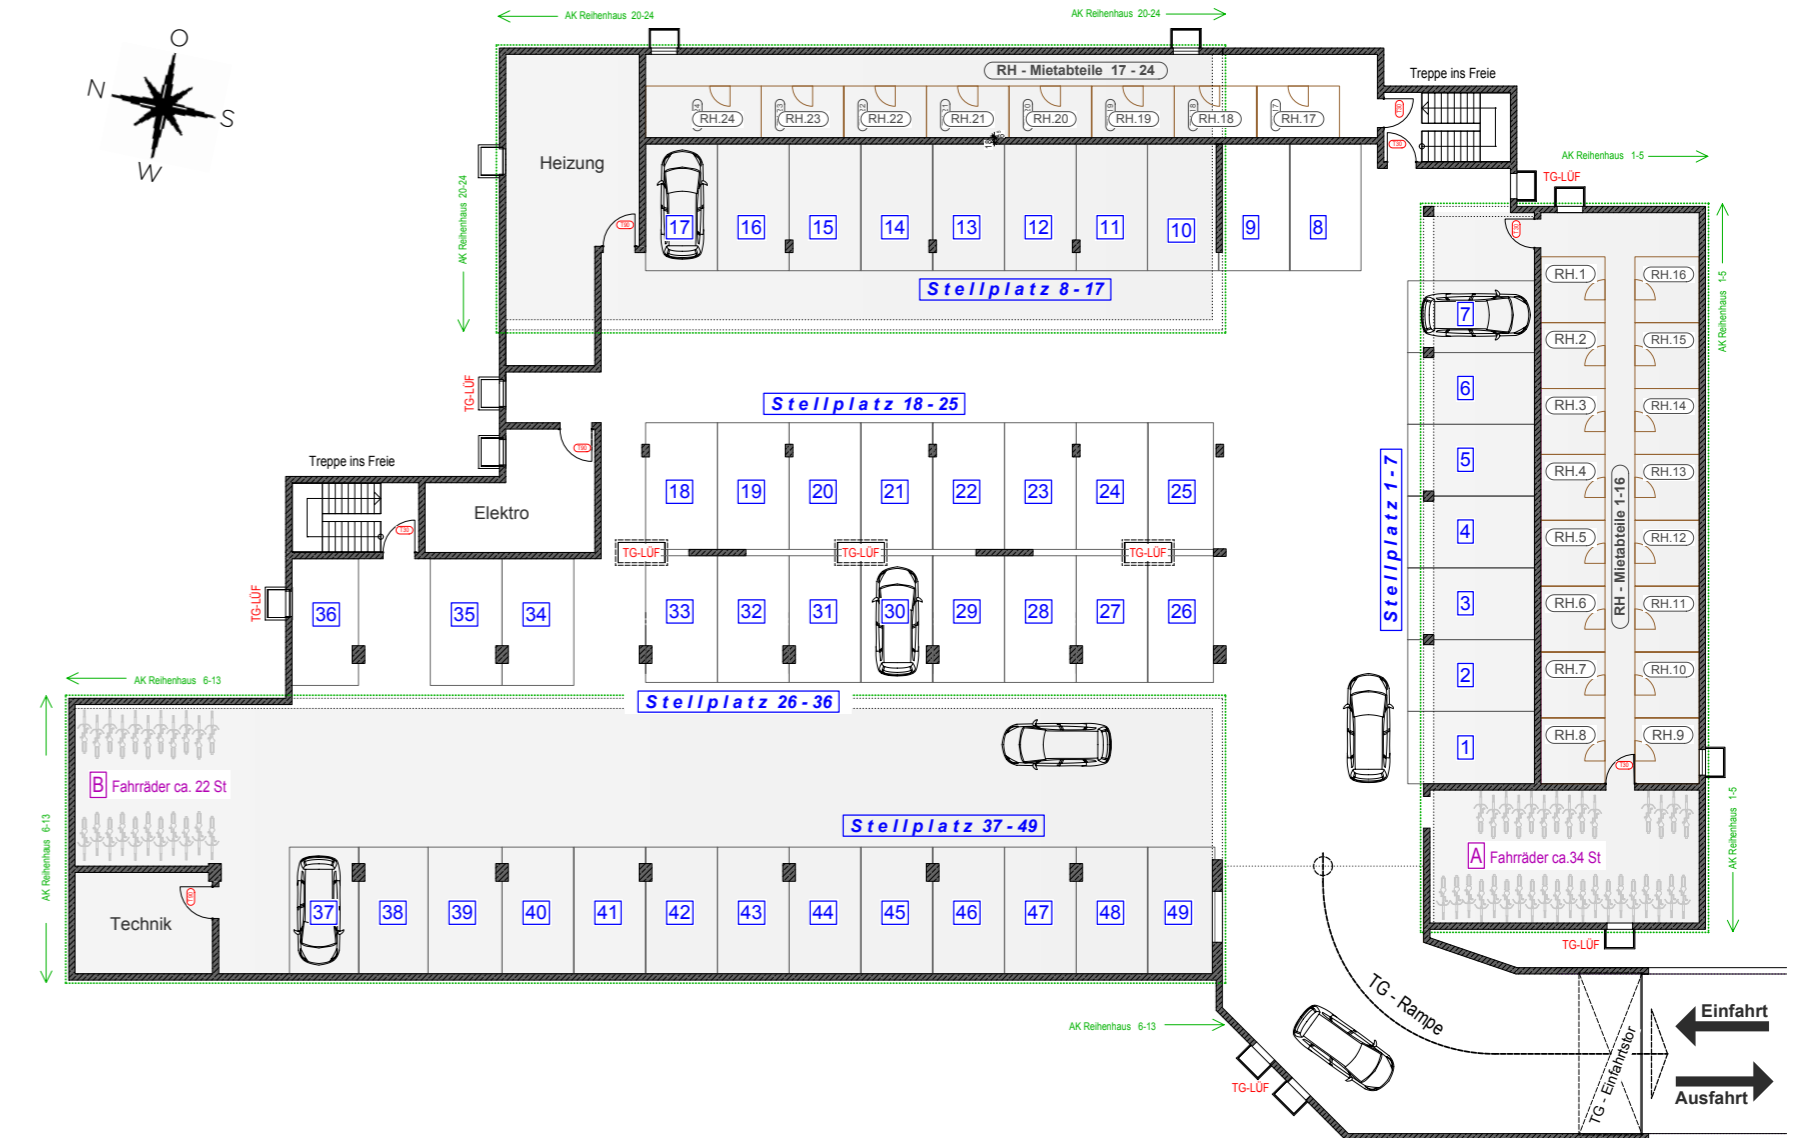 AK Reihenhaus 20-24
AK Reihenhaus 20-24
O
N
S
W
RH - Mietabteile 17 - 24
Treppe ins Freie
RH.24
RH.23
RH.22
RH.21
RH.20
RH.19
RH.18
RH.17
T30
T30
AK Reihenhaus 1-5
TG-LÜF
Heizung
AK Reihenhaus 20-24
T30
17
16
15
14
13
12
11
10
9
8
Stellplatz 8-17
RH.1
RH.16
AK Reihenhaus 1-5
7
RH.2
RH.15
TG-LÜF
Stellplatz 18-25
6
RH.3
RH.14
Treppe ins Freie
Elektro
18
19
20
21
22
23
24
25
Stellplatz 1-7
5
RH.4
RH.13
RH - Mietabteile 1-16
4
RH.5
RH.12
TG-LÜF
TG-LÜF
TG-LÜF
TG-LÜF
36
35
34
33
32
31
30
29
28
27
26
3
RH.6
RH.11
2
RH.7
RH.10
AK Reihenhaus 6-13
Stellplatz 26-36
1
RH.8
RH.9
B Fahrräder ca. 22 St
AK Reihenhaus 6-13
Stellplatz 37-49
AK Reihenhaus 1-5
A Fahrräder ca.34 St
Technik
37
38
39
40
41
42
43
44
45
46
47
48
49
TG-LÜF
TG - Rampe
AK Reihenhaus 6-13
TG-LÜF
TG - Einfahrtstor
Einfahrt
Ausfahrt